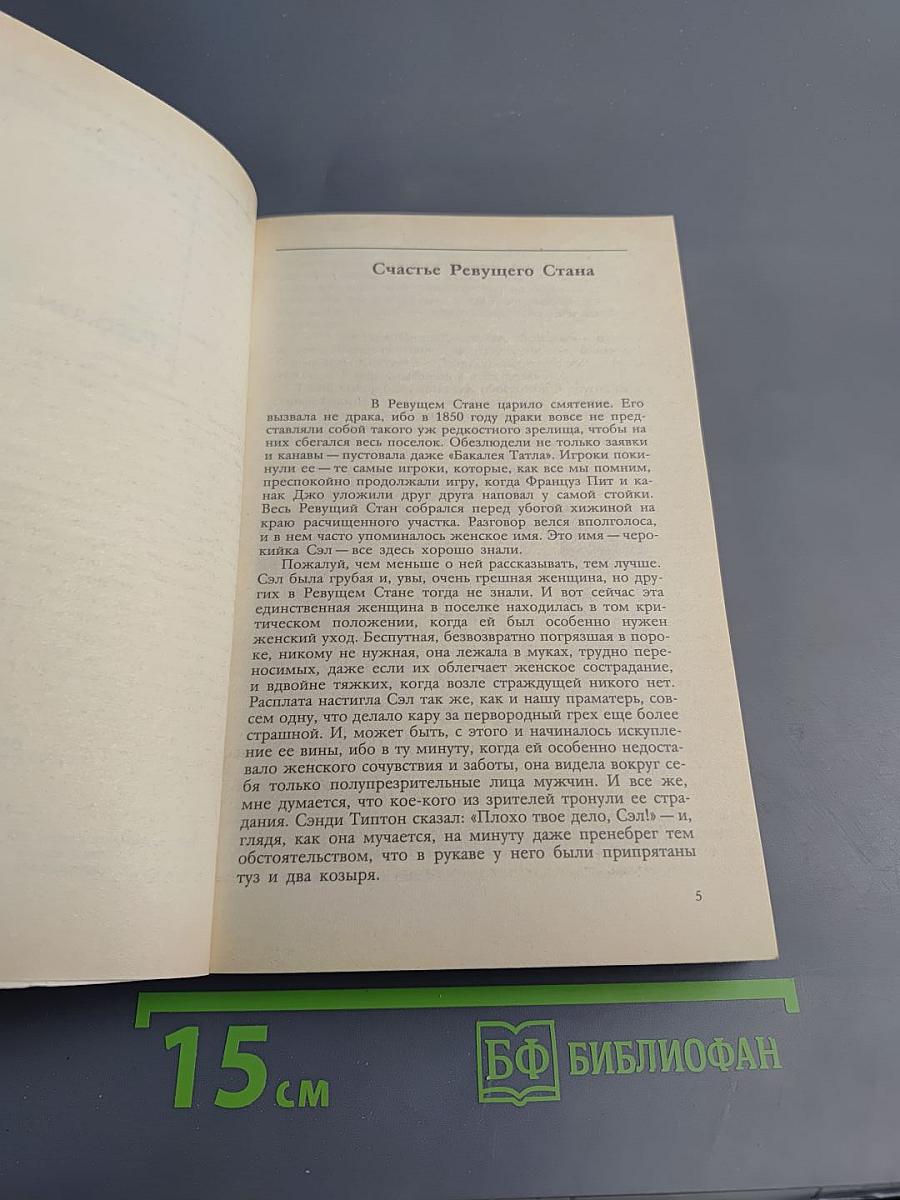 Счастье Ревущего Стана
В Ревущем Стане царило смятение. Его
вызвала не драка, ибо в 1850 году драки вовсе не пред-
ставляли собой такого уж редкостного зрелища, чтобы на
них сбегался весь поселок. Обезлюдели не только заявки
и канавы — пустовала даже «Бакалея Татла». Игроки поки-
нули ее — те самые игроки, которые, как все мы помним,
преспокойно продолжали игру, когда Француз Пит и ка-
нак Джо уложили друг друга наповал у самой стойки.
Весь Ревущий Стан собрался перед убогой хижиной на
краю расчищенного участка. Разговор велся вполголоса,
и в нем часто упоминалось женское имя. Это имя — черо-
кийка Сэл — все здесь хорошо знали.
Пожалуй, чем меньше о ней рассказывать, тем лучше.
Сэл была грубая и, увы, очень грешная женщина, но дру-
гих в Ревущем Стане тогда не знали. И вот сейчас эта
единственная женщина в поселке находилась в том кри-
тическом положении, когда ей был особенно нужен
женский уход. Беспутная, безвозвратно погрязшая в поро-
ке, никому не нужная, она лежала в муках, трудно пере-
носимых, даже если их облегчает женское сострадание,
и вдвойне тяжких, когда возле страждущей никого нет.
Расплата настигла Сэл так же, как и нашу праматерь, сов-
сем одну, что делало кару за первородный грех еще более
страшной. И, может быть, с этого и начиналось искупле-
ние ее вины, ибо в ту минуту, когда ей особенно недоста-
вало женского сочувствия и заботы, она видела вокруг се-
бя только полупрезрительные лица мужчин. И все же,
мне думается, что кое-кого из зрителей тронули ее стра-
дания. Сэнди Типтон сказал: «Плохо твое дело, Сэл!» — и,
глядя, как она мучается, на минуту даже пренебрег тем
обстоятельством, что в рукаве у него были припрятаны
туз и два козыря.
5
15 см
БФ БИБЛИОФАН